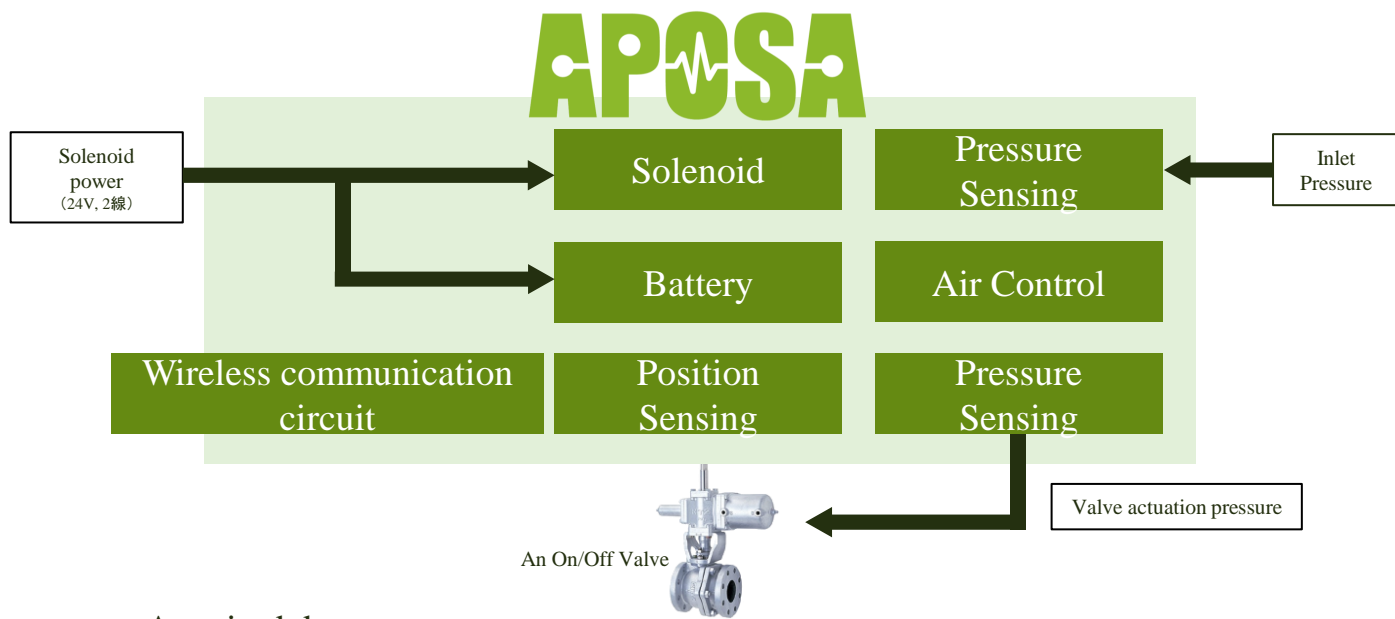 APOSA
Solenoid
power
（24V, 2線）
Solenoid
Pressure
Sensing
Inlet
Pressure
Battery
Air Control
Wireless communication
circuit
Position
Sensing
Pressure
Sensing
Valve actuation pressure
An On/Off Valve